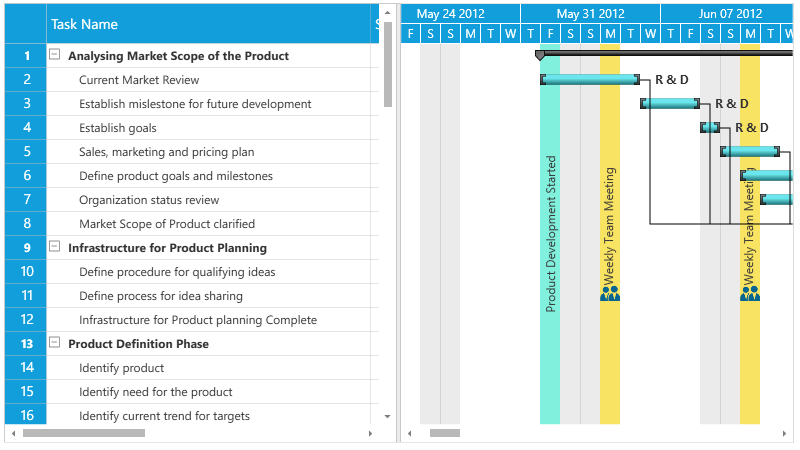 Task Name
May 24 2012
May 31 2012
Jun 07 2012
F S S M T W T F S S M T W T F S S M T W
1 Analysing Market Scope of the Product
2 Current Market Review
R & D
3 Establish mislestone for future development
R & D
4 Establish goals
R & D
5 Sales, marketing and pricing plan
6 Define product goals and milestones
7 Organization status review
8 Market Scope of Product clarified
9 Infrastructure for Product Planning
10 Define procedure for qualifying ideas
11 Define process for idea sharing
12 Infrastructure for Product planning Complete
13 Product Definition Phase
14 Identify product
15 Identify need for the product
16 Identify current trend for targets
Product Development Started
Weekly Team Meeting
Weekly Team Meeting